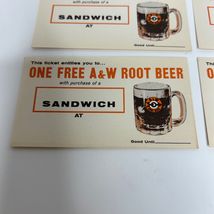 with purchase of a
SANDWICH
AT
Good Until
This ticket entitles you to...
ONE FREE A&W ROOT BEER
with purchase of a
SANDWICH
AT
Good Until